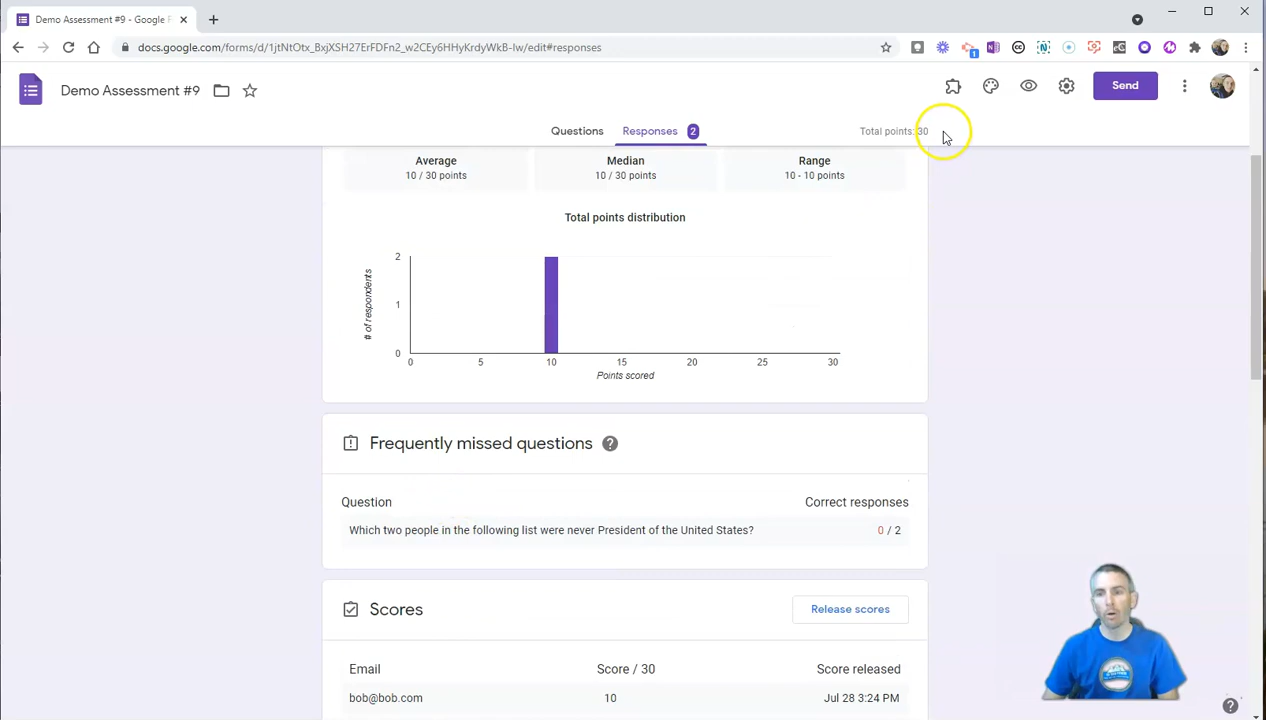 Demo Assessment #9 - Google F
docs.google.com/forms/d/1jtNtOtx_BxjXSH27ErFDFn2_w2CEy6HHyKrdyWkB-lw/edit#responses
1
Demo Assessment #9
Send
Questions
Responses 2
Total points: 30
Average
Median
Range
10 / 30 points
10 / 30 points
10 - 10 points
Total points distribution
# of respondents
2
1
0
0 5 10 15 20 25 30
Points scored
Frequently missed questions
Question
Correct responses
Which two people in the following list were never President of the United States?
0 / 2
Scores
Release scores
Email
Score / 30
Score released
bob@bob.com
10
Jul 28 3:24 PM